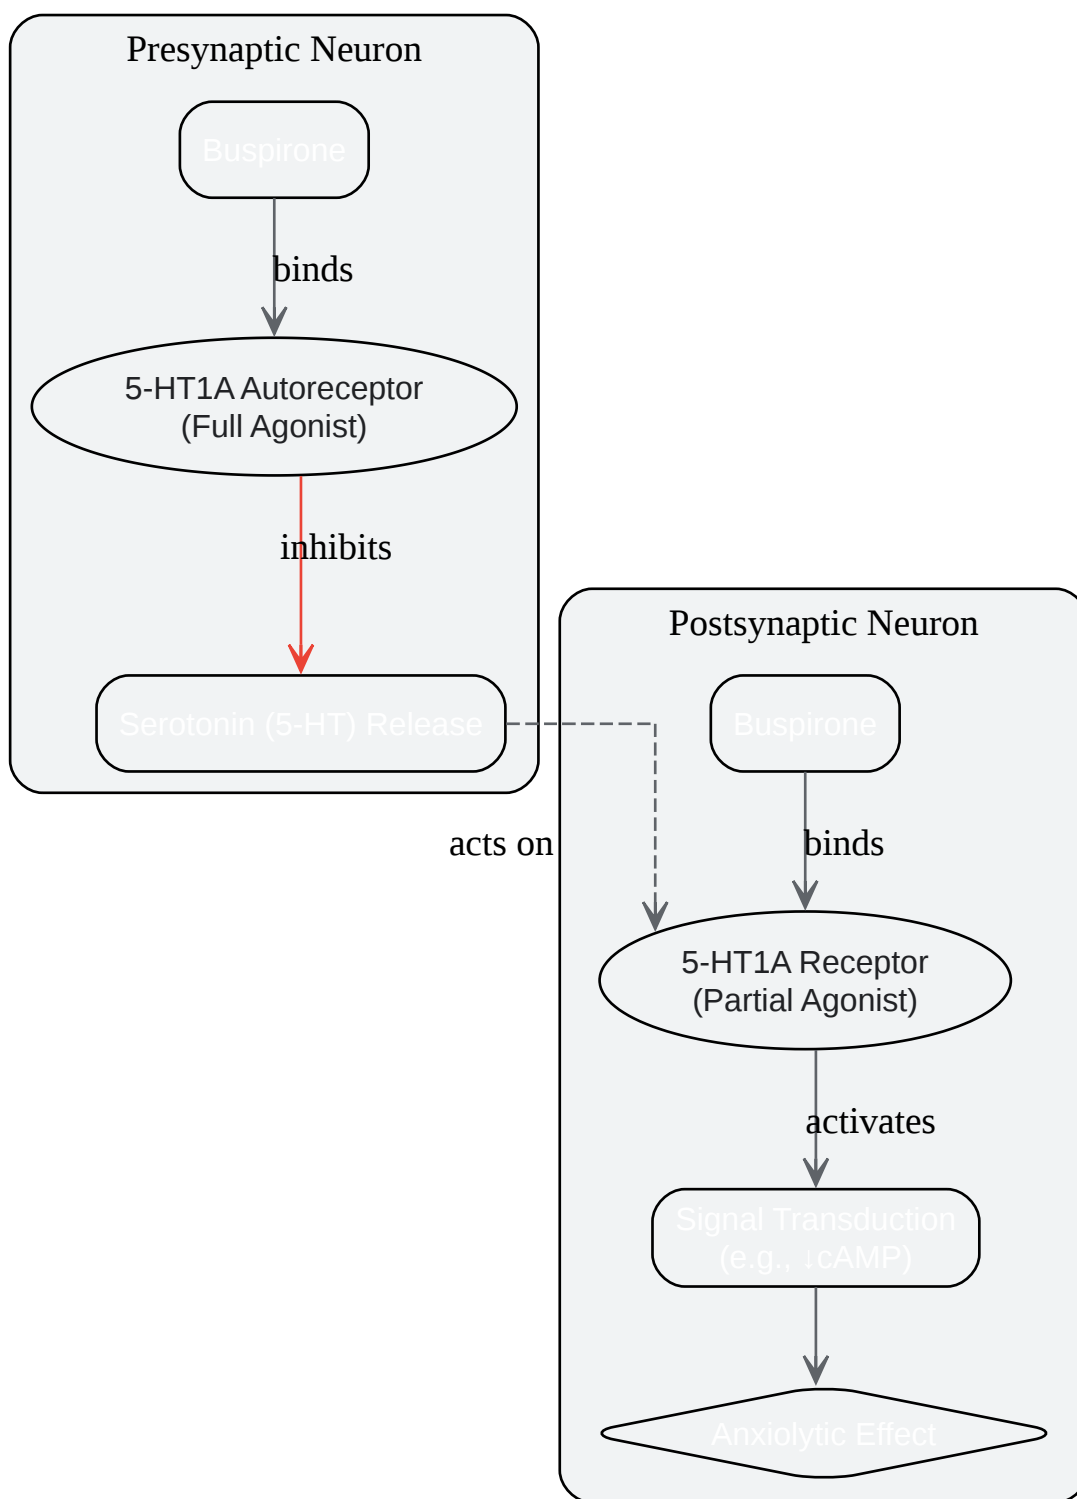 Presynaptic Neuron
Buspirone
binds
5-HT1A Autoreceptor
(Full Agonist)
inhibits
Serotonin (5-HT) Release
acts on
Postsynaptic Neuron
Buspirone
binds
5-HT1A Receptor
(Partial Agonist)
activates
Signal Transduction
(e.g., ↓cAMP)
Anxiolytic Effect